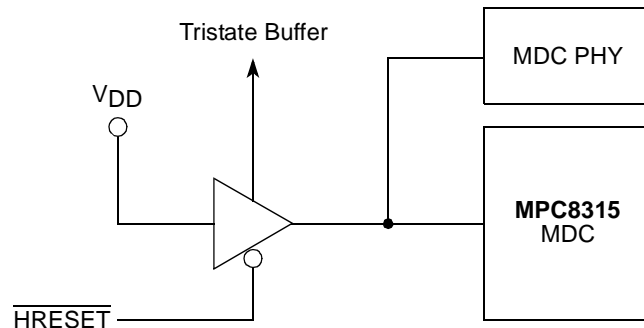 Tristate Buffer
MDC PHY
VDD
MPC8315
MDC
HRESET